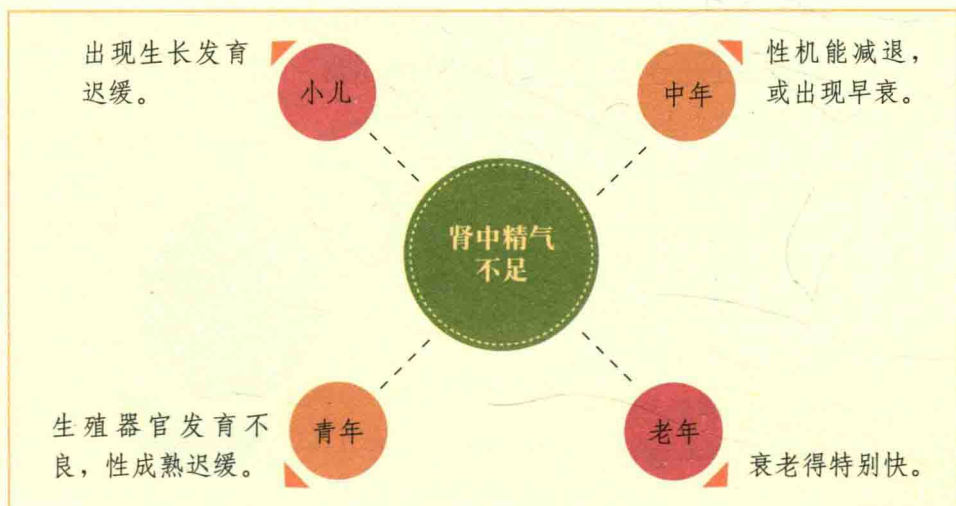 出现生长发育
迟缓。
小儿
中年
性机能减退，
或出现早衰。
肾中精气
不足
生殖器官发育不
良，性成熟迟缓。
青年
老年
衰老得特别快。